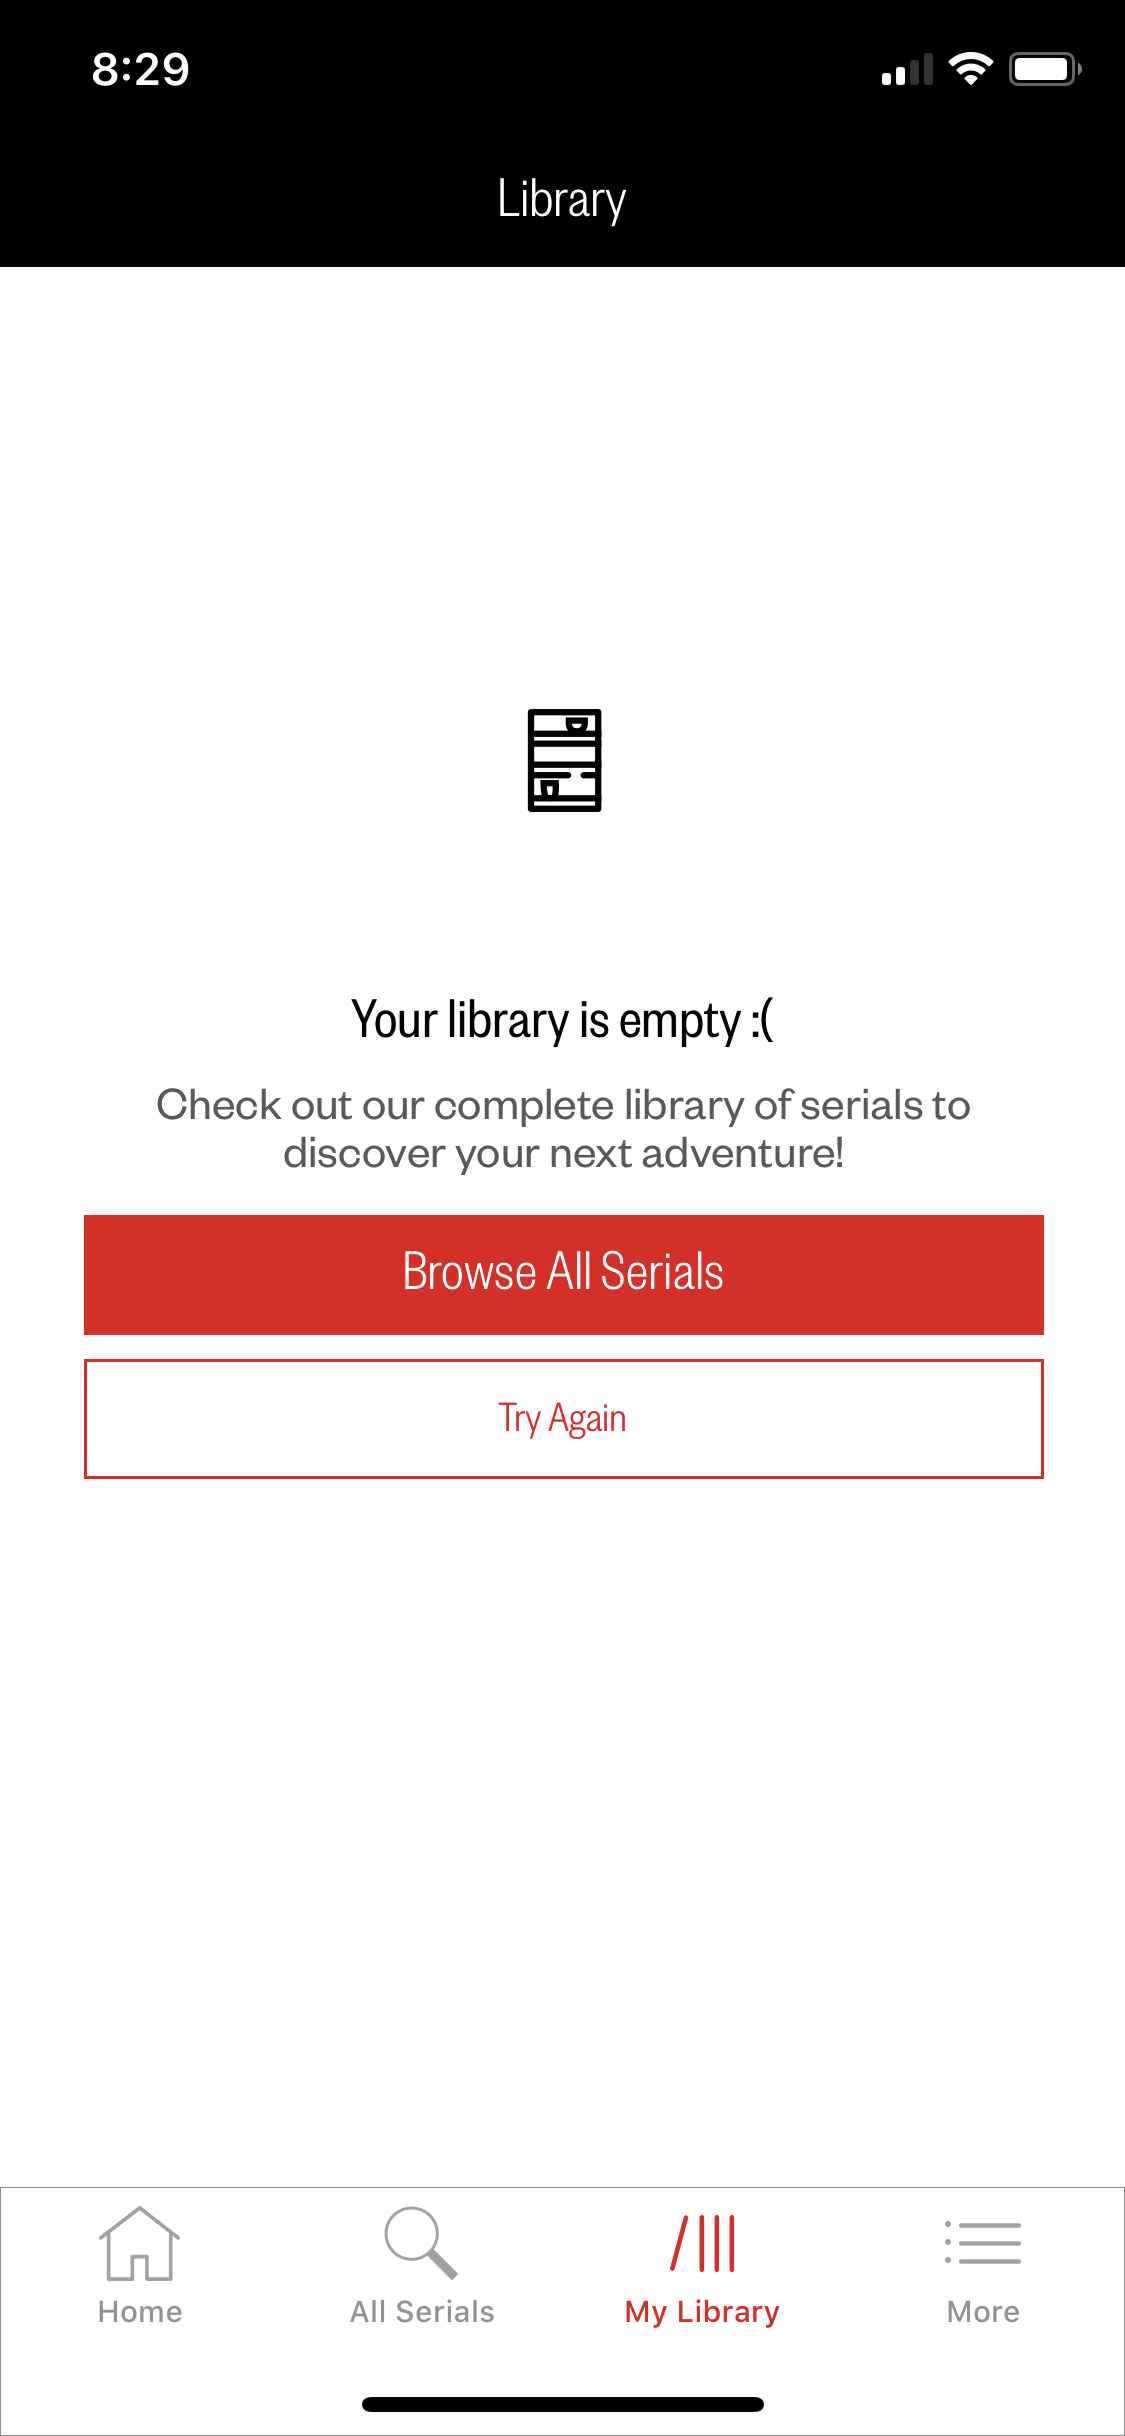 8:29
Library
Your library is empty :(
Check out our complete library of serials to
discover your next adventure!
Browse All Serials
Try Again
Home
All Serials
My Library
More